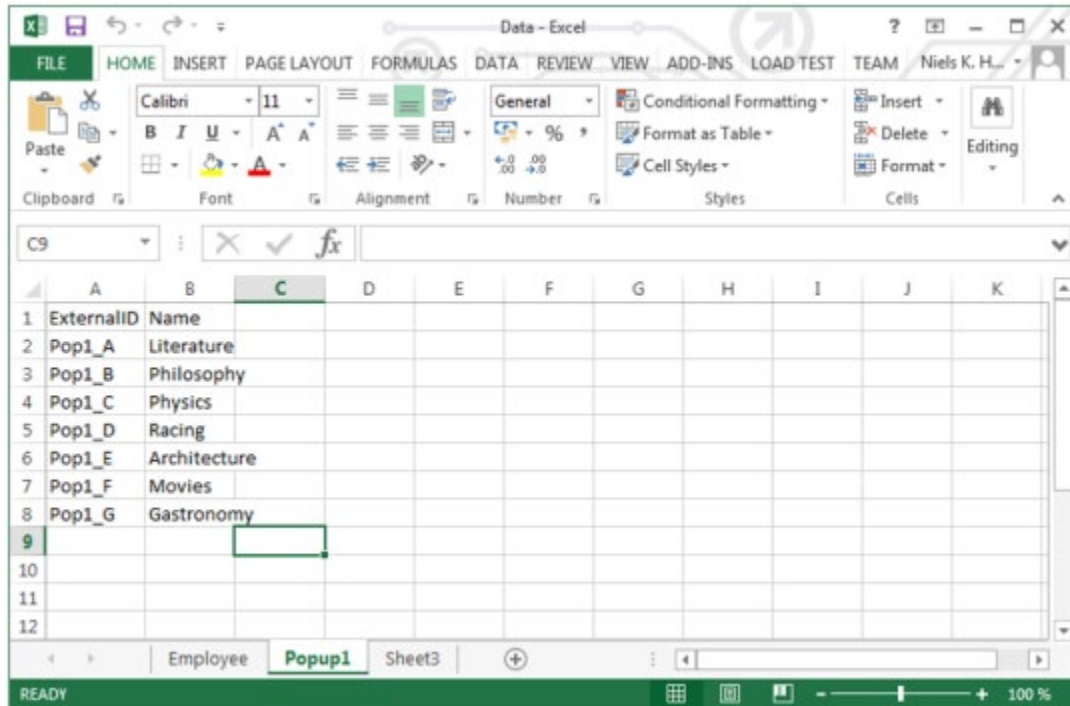 Data - Excel
?
FILE HOME INSERT PAGE LAYOUT FORMULAS DATA REVIEW VIEW ADD-INS LOAD TEST TEAM Niels K. H...
Calibri 11 General Conditional Formatting Insert
Paste B I U A A % , Format as Table Delete Editing
A .00 .0 Cell Styles Format
Clipboard Font Alignment Number Styles Cells
C9 fx
A B C D E F G H I J K
1 ExternalID Name
2 Pop1_A Literature
3 Pop1_B Philosophy
4 Pop1_C Physics
5 Pop1_D Racing
6 Pop1_E Architecture
7 Pop1_F Movies
8 Pop1_G Gastronomy
9
10
11
12
Employee Popup1 Sheet3
READY 100 %